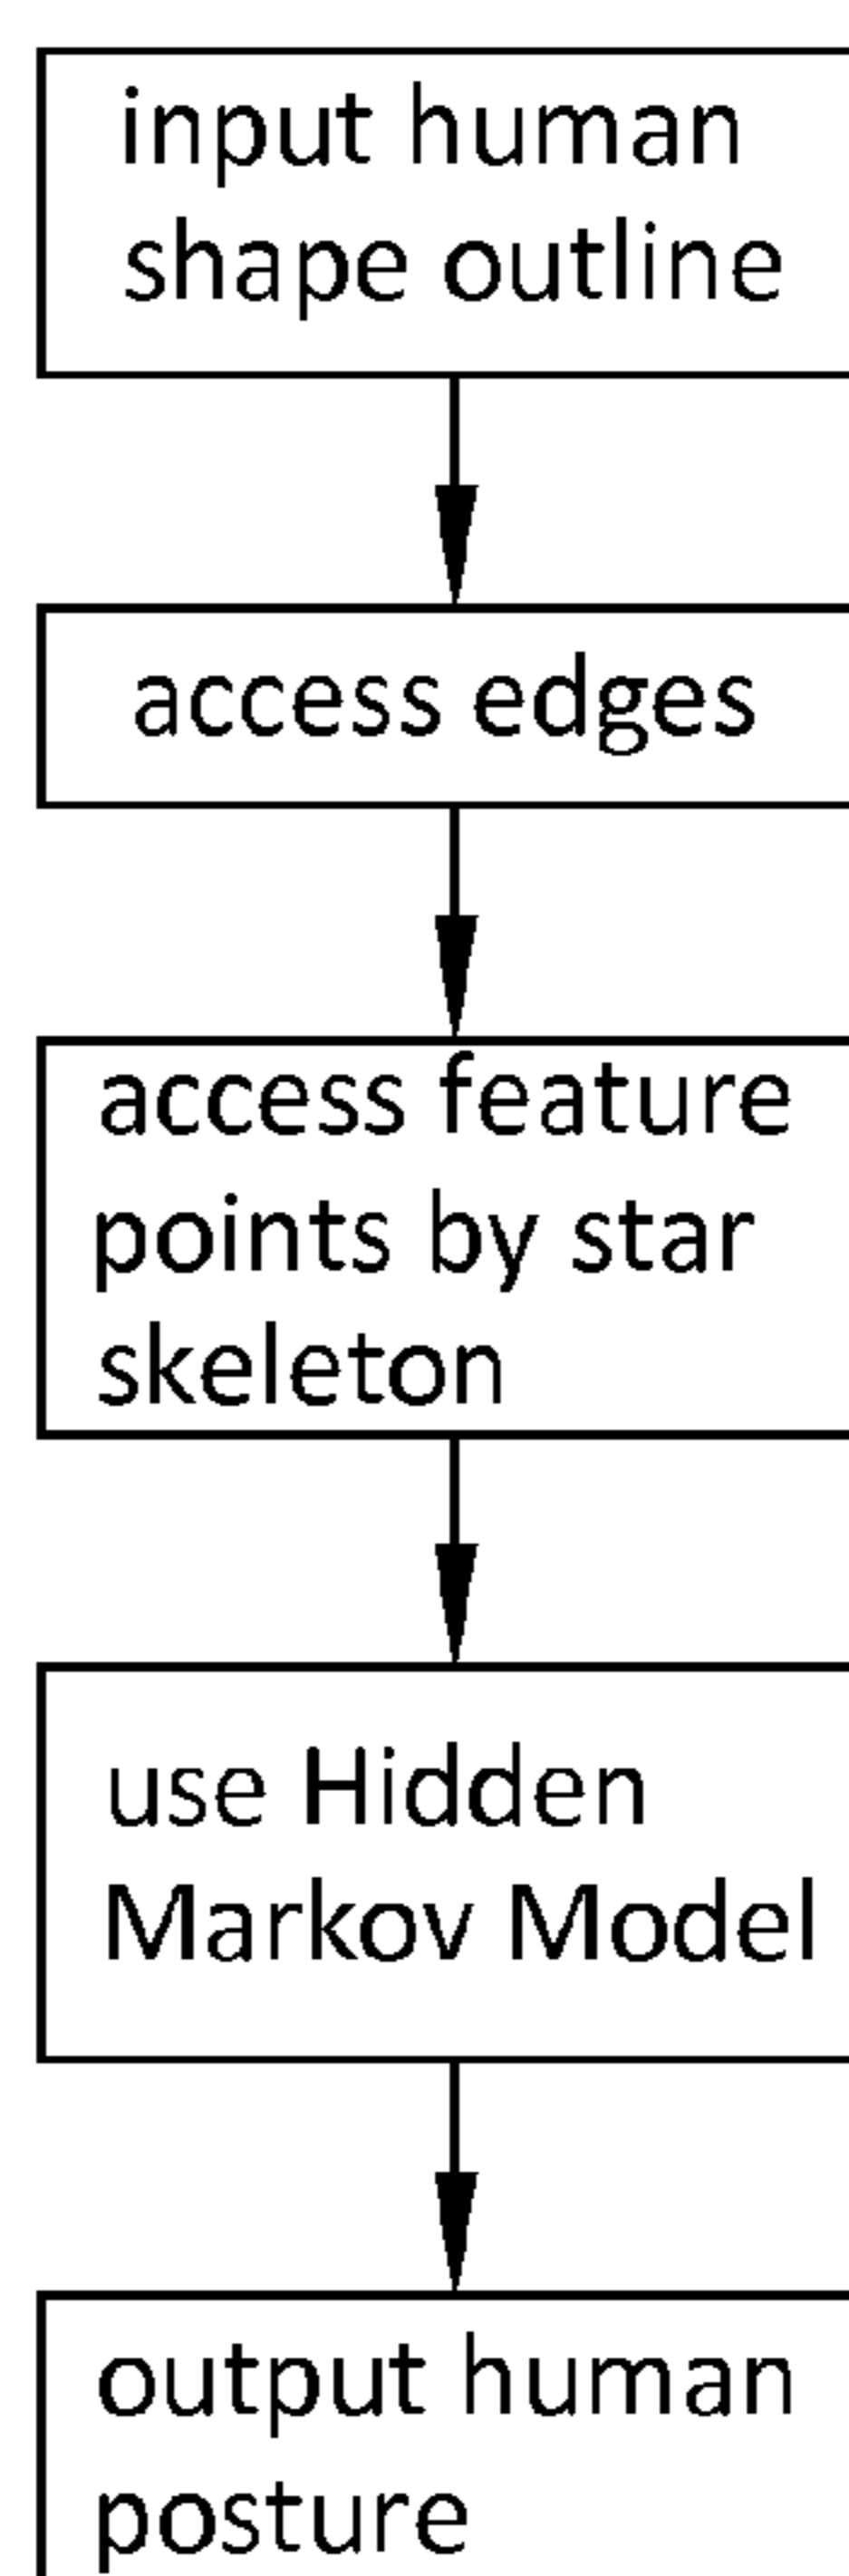 input human
shape outline
access edges
access feature
points by star
skeleton
use Hidden
Markov Model
output human
posture